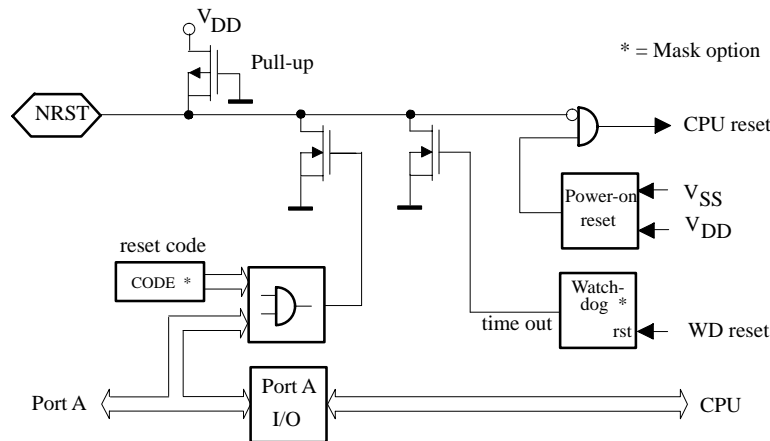 VDD
Pull-up
* = Mask option
NRST
CPU reset
Power-on
reset
VSS
VDD
reset code
CODE *
Watch-
dog *
rst
time out
WD reset
Port A
Port A
I/O
CPU